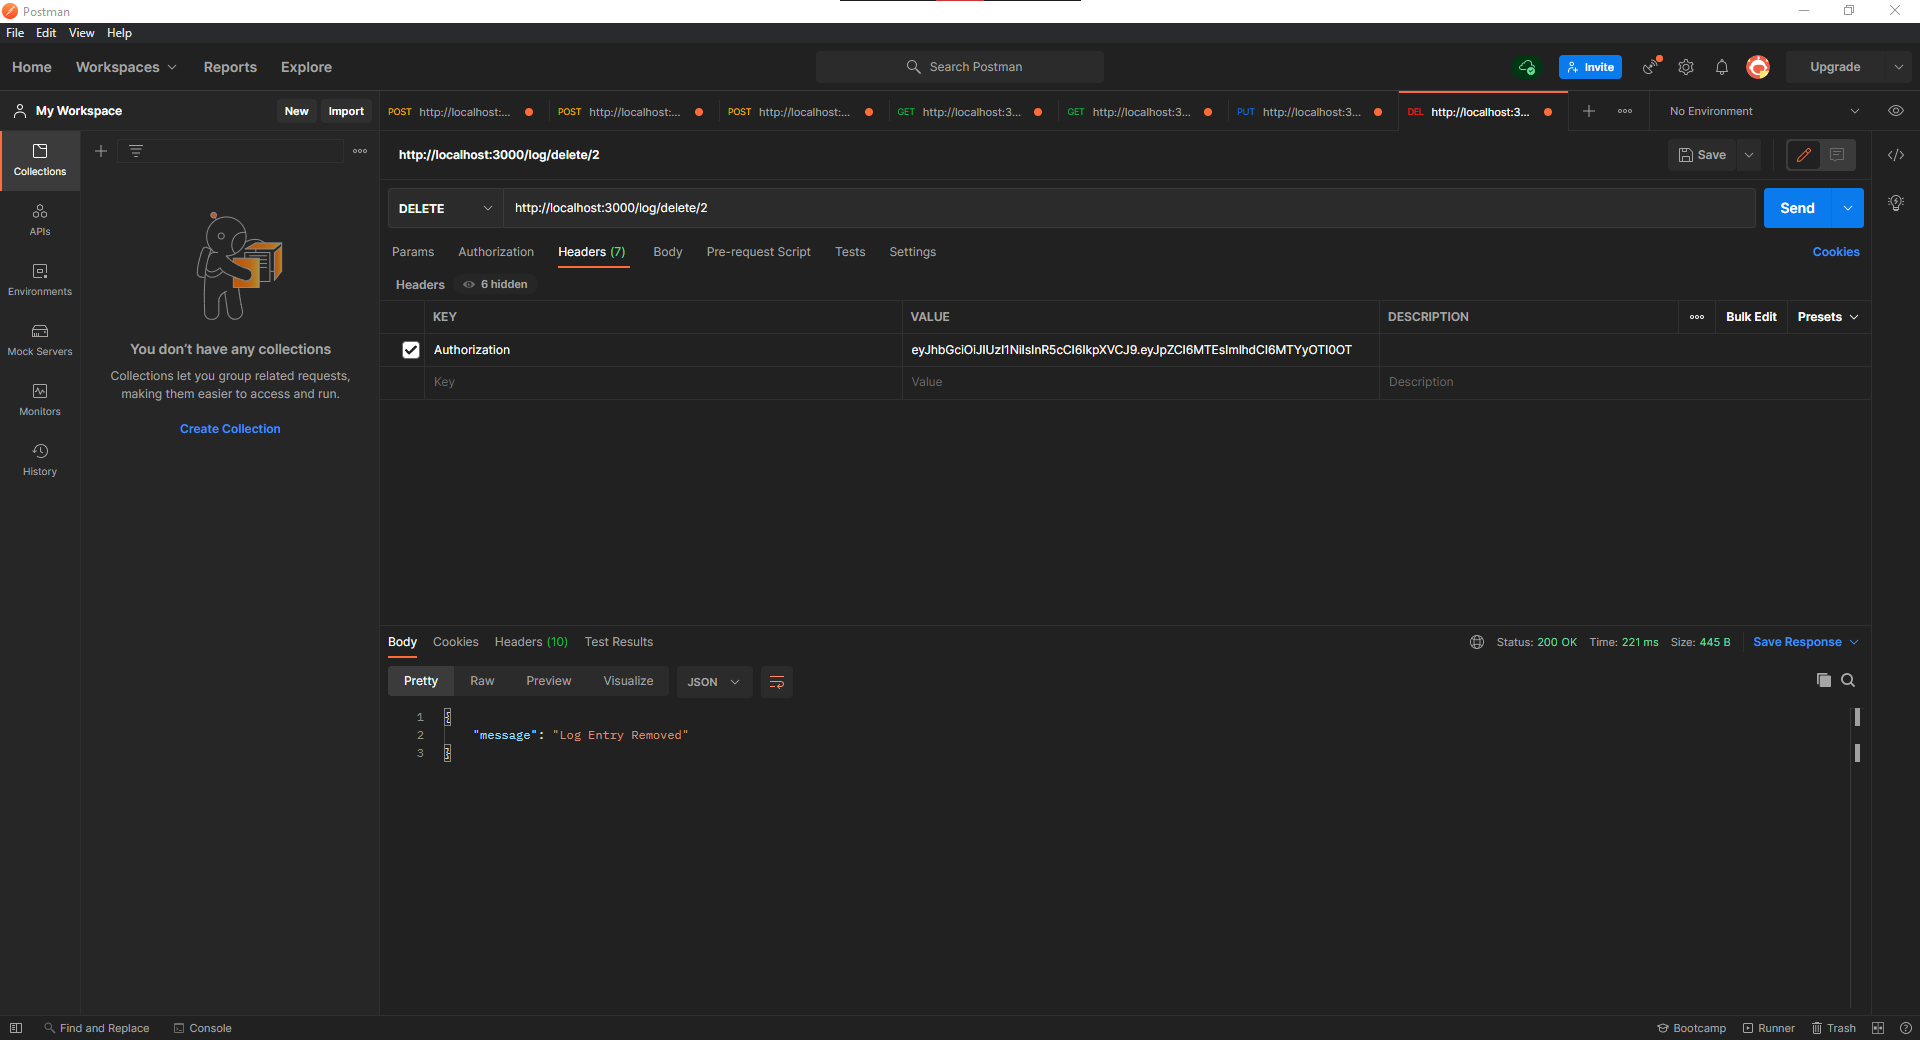 Postman
File Edit View Help
Home Workspaces Reports Explore
Search Postman
Invite
Upgrade
My Workspace
New Import
POST http://localhost:...
POST http://localhost:...
POST http://localhost:...
GET http://localhost:3...
GET http://localhost:3...
PUT http://localhost:3...
DEL http://localhost:3...
No Environment
Collections
APIs
Environments
Mock Servers
Monitors
History
You don't have any collections
Collections let you group related requests,
making them easier to access and run.
Create Collection
http://localhost:3000/log/delete/2
Save
DELETE http://localhost:3000/log/delete/2
Send
Params Authorization Headers (7) Body Pre-request Script Tests Settings
Cookies
Headers 6 hidden
KEY VALUE DESCRIPTION
Bulk Edit Presets
Authorization eyJhbGciOiJIUzI1NiIsInR5cCI6IkpXVCJ9.eyJpZCI6MTEsImlhdCI6MTYyOTI0OT
Key Value Description
Body Cookies Headers (10) Test Results
Status: 200 OK Time: 221 ms Size: 445 B Save Response
Pretty Raw Preview Visualize JSON
1 {
2 "message": "Log Entry Removed"
3 }
Find and Replace Console
Bootcamp Runner Trash